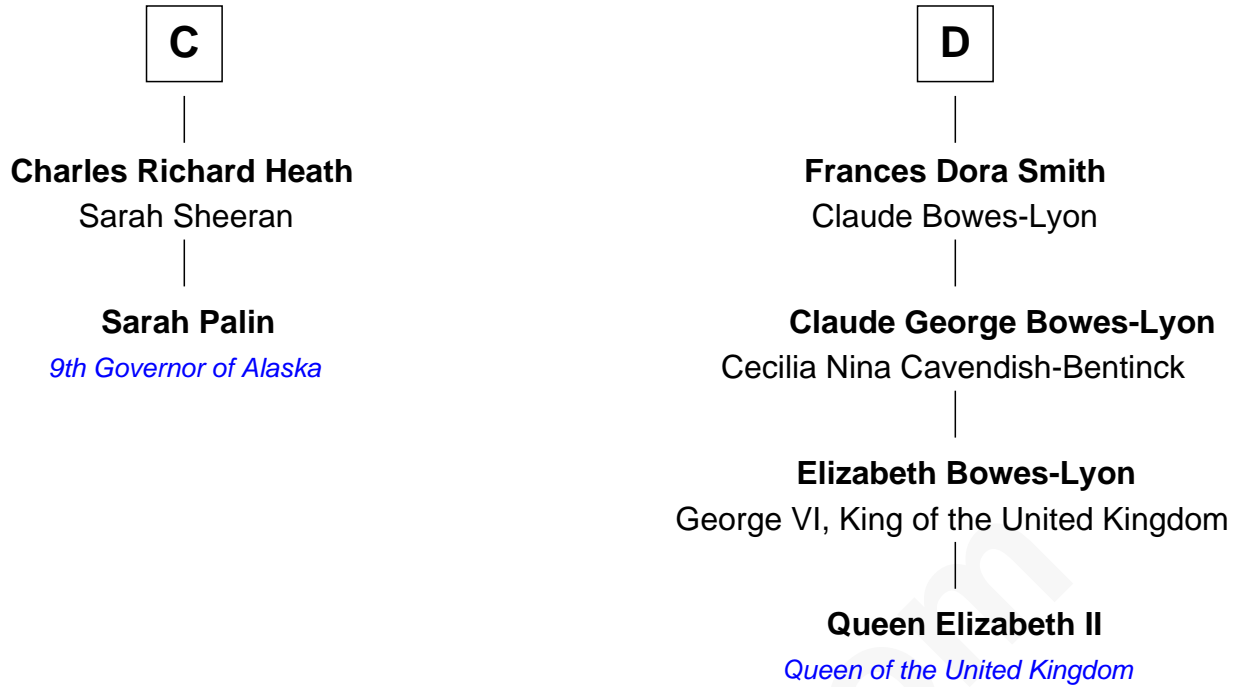 C
Charles Richard Heath
Sarah Sheeran
Sarah Palin
9th Governor of Alaska
D
Frances Dora Smith
Claude Bowes-Lyon
Claude George Bowes-Lyon
Cecilia Nina Cavendish-Bentinck
Elizabeth Bowes-Lyon
George VI, King of the United Kingdom
Queen Elizabeth II
Queen of the United Kingdom